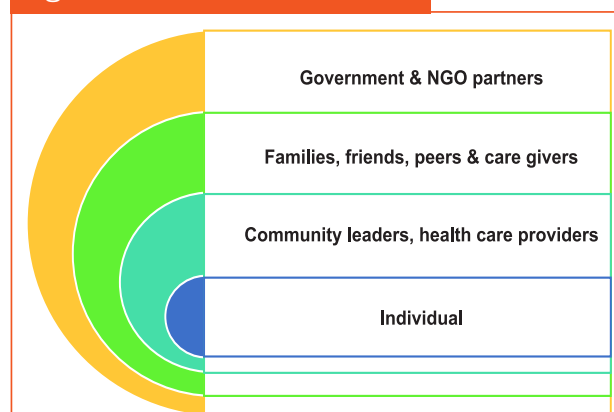 Government & NGO partners
Families, friends, peers & care givers
Community leaders, health care providers
Individual